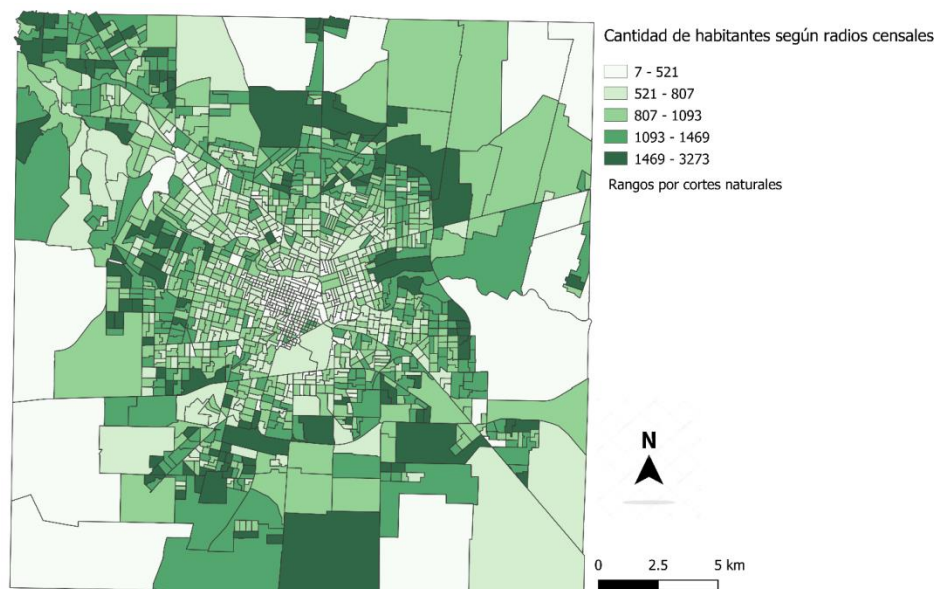 Cantidad de habitantes según radios censales
7 - 521
521 - 807
807 - 1093
1093 - 1469
1469 - 3273
Rangos por cortes naturales
N
0 2.5 5 km